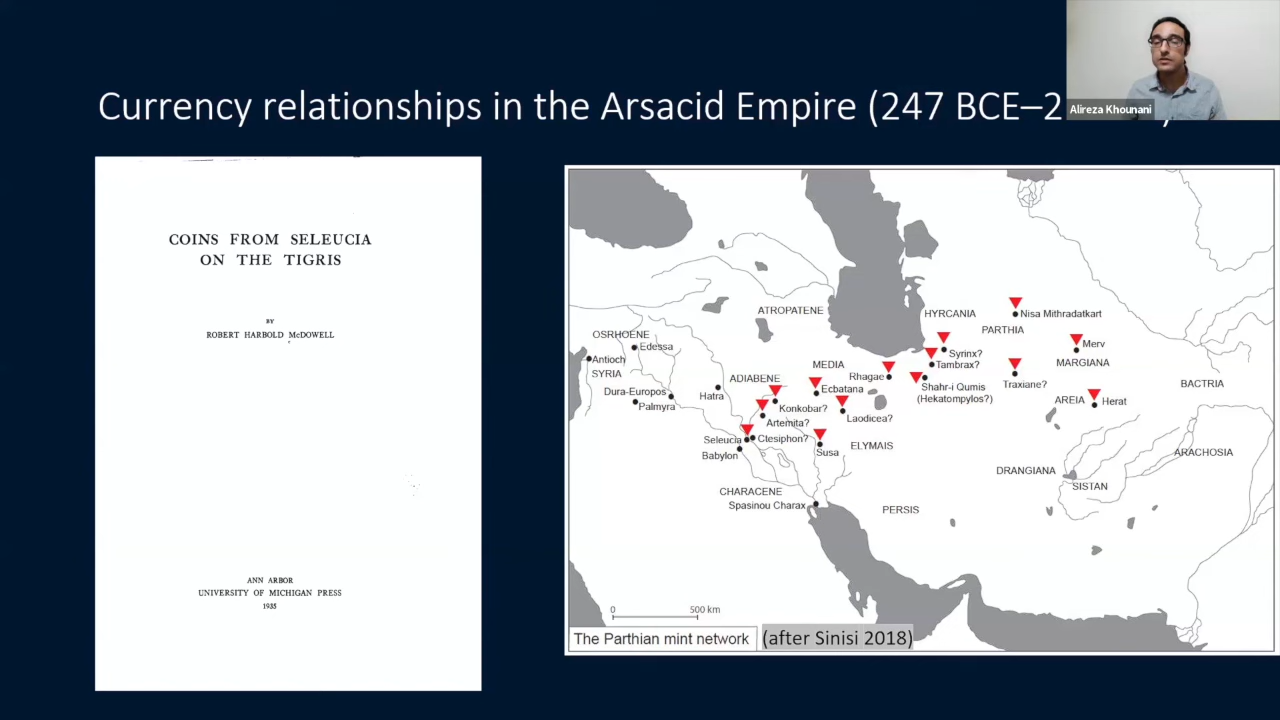 Currency relationships in the Arsacid Empire (247 BCE–2
Alireza Khounani
COINS FROM SELEUCIA
ON THE TIGRIS
BY
ROBERT HARBOLD McDOWELL
ANN ARBOR
UNIVERSITY OF MICHIGAN PRESS
1935
ATROPATENE
HYRCANIA
Nisa Mithradatkart
PARTHIA
OSRHOENE
Edessa
Syrinx?
Merv
Antioch
Tambrax?
MARGIANA
SYRIA
MEDIA
Rhagae
ADIABENE
Ecbatana
Shahr-i Qumis
(Hekatompylos?)
Traxiane?
BACTRIA
Dura-Europos
Hatra
Palmyra
Konkobar?
Laodicea?
AREIA
Herat
Artemita?
Seleucia
Ctesiphon?
Babylon
Susa
ELYMAIS
ARACHOSIA
DRANGIANA
SISTAN
CHARACENE
Spasinou Charax
PERSIS
0
500 km
The Parthian mint network
(after Sinisi 2018)